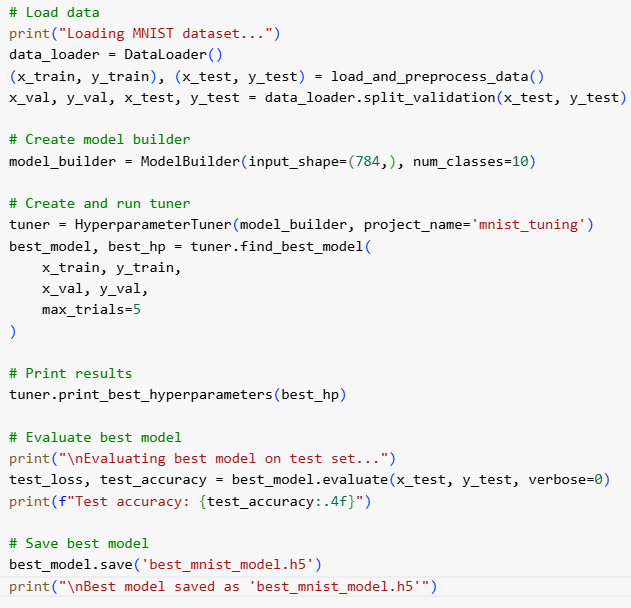 # Load data
print("Loading MNIST dataset...")
data_loader = DataLoader()
(x_train, y_train), (x_test, y_test) = load_and_preprocess_data()
x_val, y_val, x_test, y_test = data_loader.split_validation(x_test, y_test)

# Create model builder
model_builder = ModelBuilder(input_shape=(784,), num_classes=10)

# Create and run tuner
tuner = HyperparameterTuner(model_builder, project_name='mnist_tuning')
best_model, best_hp = tuner.find_best_model(
    x_train, y_train,
    x_val, y_val,
    max_trials=5
)

# Print results
tuner.print_best_hyperparameters(best_hp)

# Evaluate best model
print("\nEvaluating best model on test set...")
test_loss, test_accuracy = best_model.evaluate(x_test, y_test, verbose=0)
print(f"Test accuracy: {test_accuracy:.4f}")

# Save best model
best_model.save('best_mnist_model.h5')
print("\nBest model saved as 'best_mnist_model.h5'")